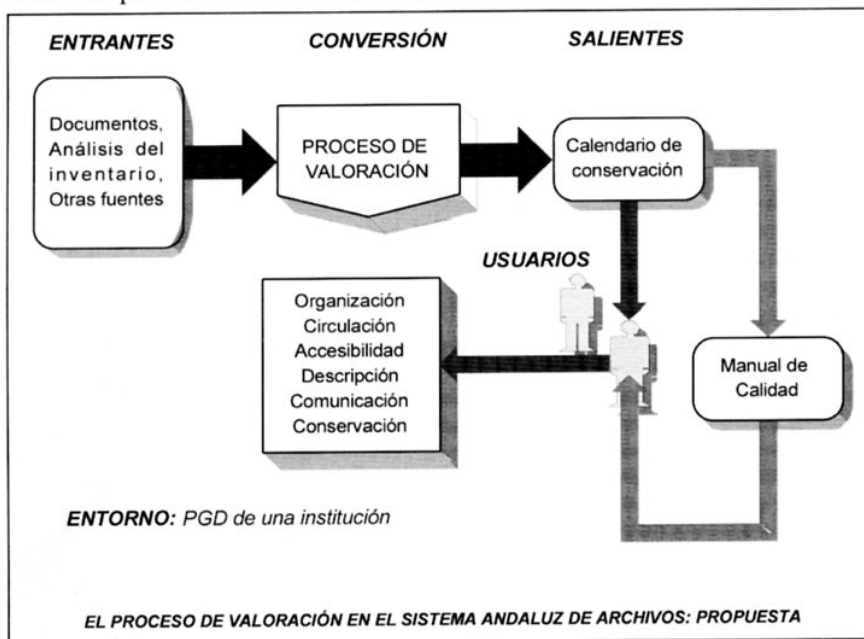 ENTRANTES
CONVERSIÓN
SALIENTES
Documentos,
Análisis del
inventario,
Otras fuentes
PROCESO DE
VALORACIÓN
Calendario de
conservación
USUARIOS
Organización
Circulación
Accesibilidad
Descripción
Comunicación
Conservación
Manual de
Calidad
ENTORNO: PGD de una institución
EL PROCESO DE VALORACIÓN EN EL SISTEMA ANDALUZ DE ARCHIVOS: PROPUESTA